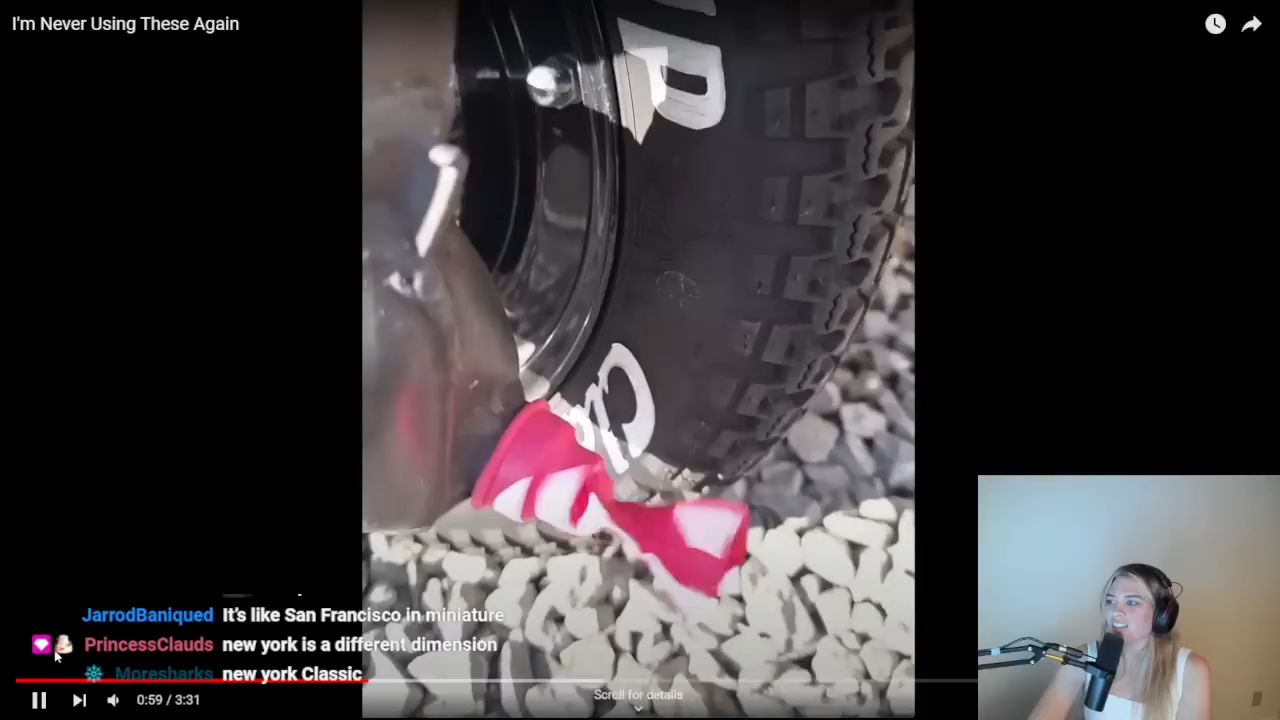 I'm Never Using These Again
JarrodBaniqued It's like San Francisco in miniature
PrincessClauds new york is a different dimension
Moresharks new york Classic
0:59 / 3:31
Scroll for details